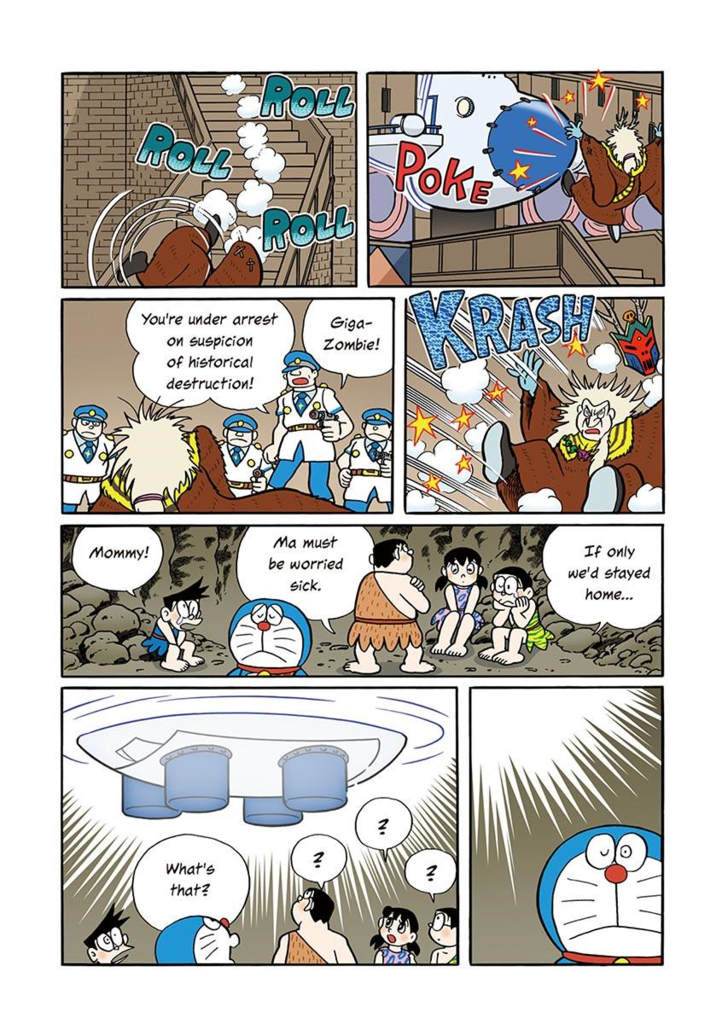 ROLL
ROLL
ROLL
POKE
You're under arrest
on suspicion
of historical
destruction!
Giga-
Zombie!
KRASH
Mommy!
Ma must
be worried
sick.
If only
we'd stayed
home...
What's
that?
?
?
?